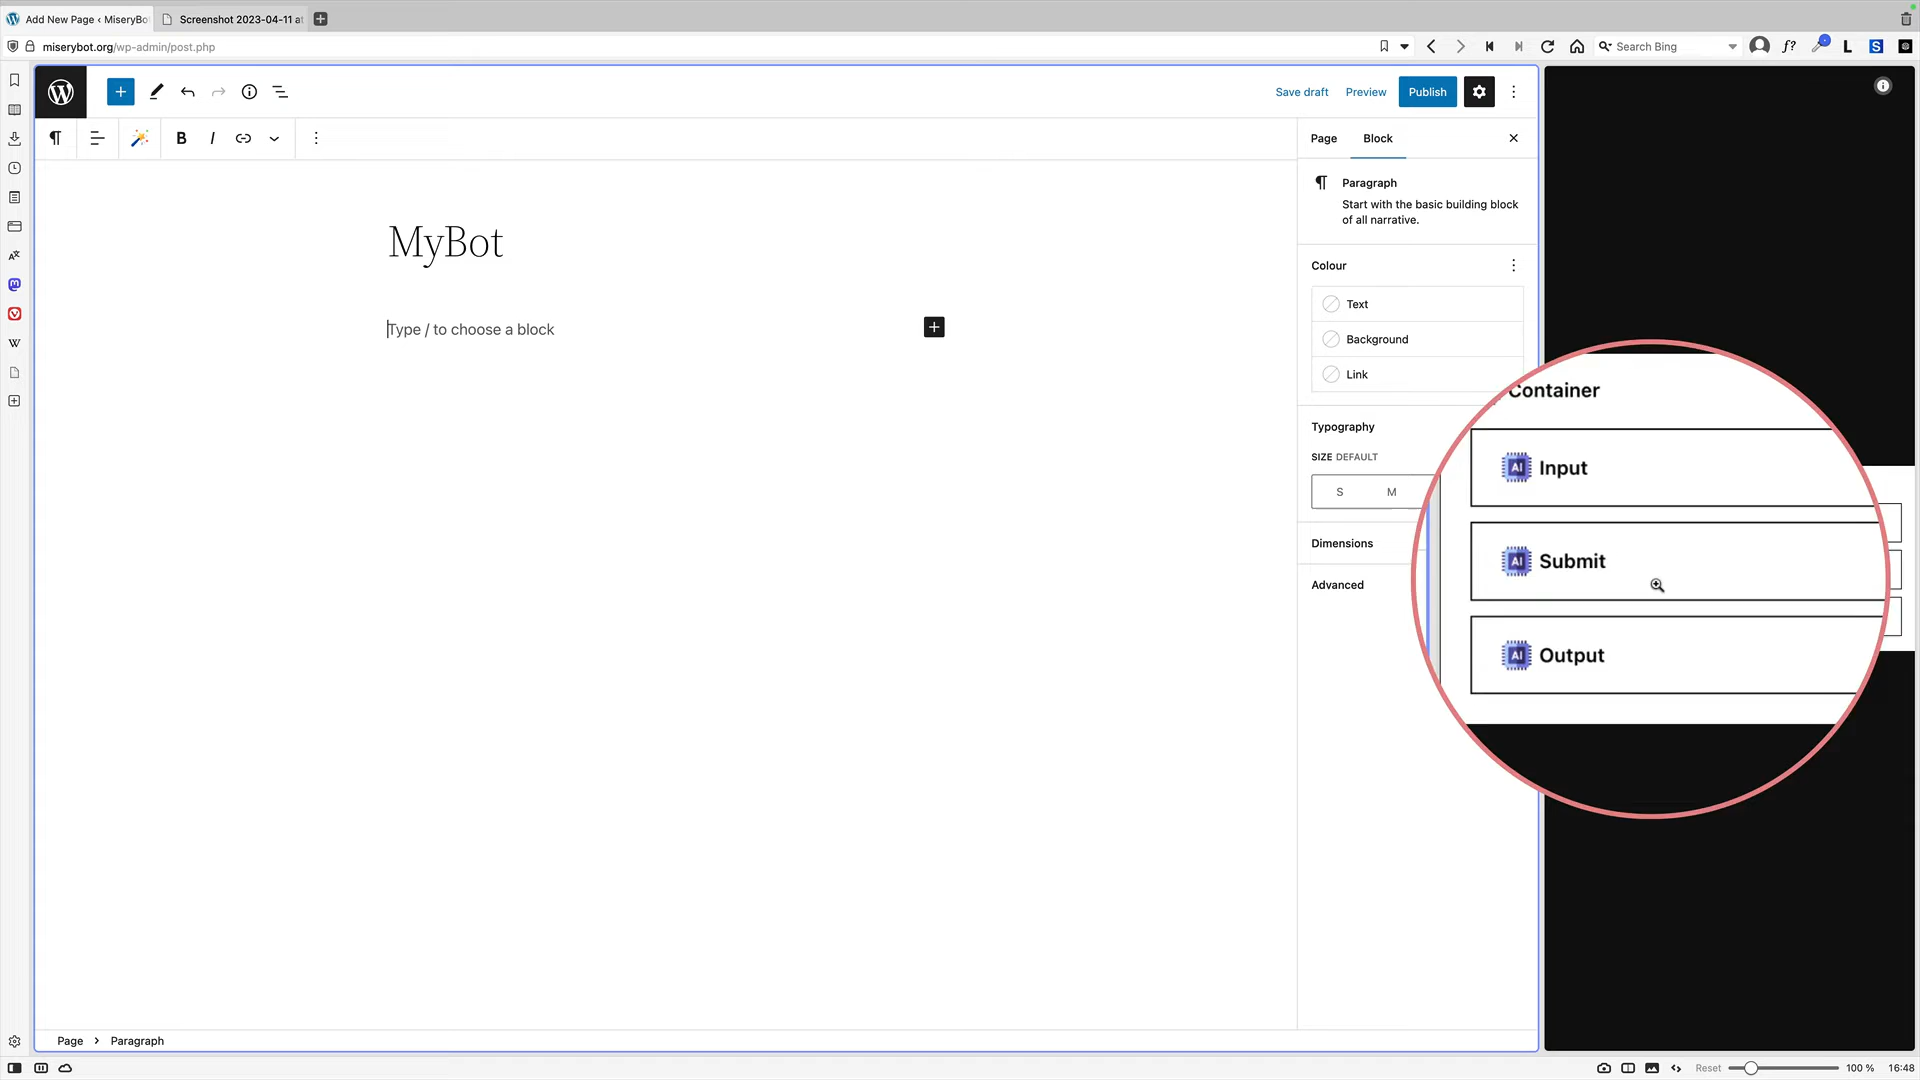 Add New Page ‹ MiseryBo
Screenshot 2023-04-11 at
miserybot.org/wp-admin/post.php
Search Bing
f?
L
S
Save draft
Preview
Publish
B
I
Page
Block
Paragraph
Start with the basic building block
of all narrative.
MyBot
Colour
Text
Type / to choose a block
Background
Link
Container
Typography
SIZE DEFAULT
AI Input
S
M
Dimensions
AI Submit
Advanced
AI Output
Page
Paragraph
Reset
100 %
16:48